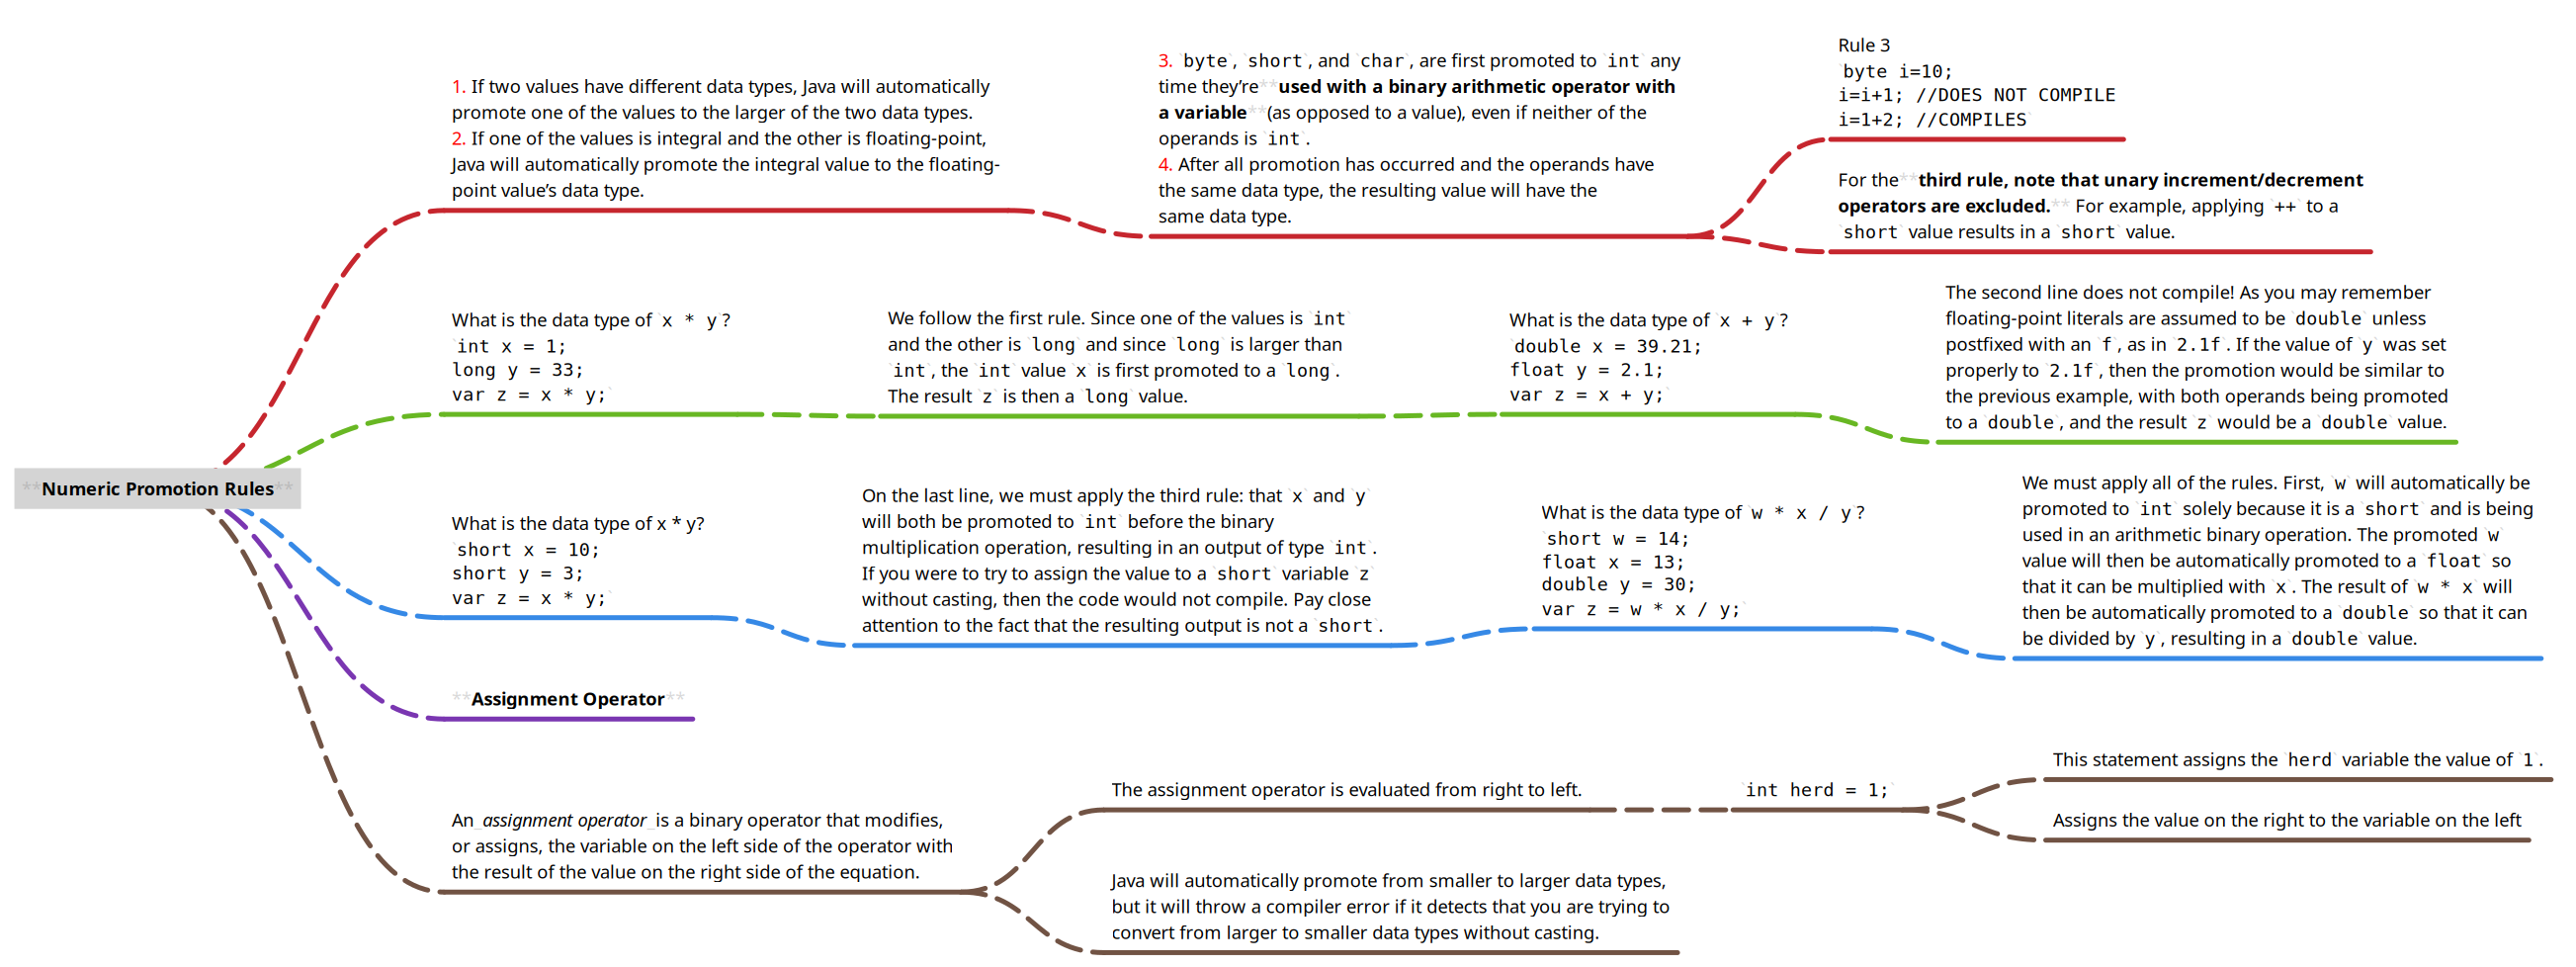 **Numeric Promotion Rules**
1. If two values have different data types, Java will automatically
promote one of the values to the larger of the two data types.
2. If one of the values is integral and the other is floating-point,
Java will automatically promote the integral value to the floating-
point value’s data type.
3. `byte`, `short`, and `char`, are first promoted to `int` any
time they’re **used with a binary arithmetic operator with
a variable** (as opposed to a value), even if neither of the
operands is `int`.
4. After all promotion has occurred and the operands have
the same data type, the resulting value will have the
same data type.
Rule 3
`byte i=10;
i=i+1; //DOES NOT COMPILE
i=1+2; //COMPILES`
For the **third rule, note that unary increment/decrement
operators are excluded.** For example, applying `++` to a
`short` value results in a `short` value.
What is the data type of `x * y`?
`int x = 1;
long y = 33;
var z = x * y;`
We follow the first rule. Since one of the values is `int`
and the other is `long` and since `long` is larger than
`int`, the `int` value `x` is first promoted to a `long`.
The result `z` is then a `long` value.
What is the data type of `x + y`?
`double x = 39.21;
float y = 2.1;
var z = x + y;`
The second line does not compile! As you may remember
floating-point literals are assumed to be `double` unless
postfixed with an `f`, as in `2.1f`. If the value of `y` was set
properly to `2.1f`, then the promotion would be similar to
the previous example, with both operands being promoted
to a `double`, and the result `z` would be a `double` value.
What is the data type of x * y?
`short x = 10;
short y = 3;
var z = x * y;`
On the last line, we must apply the third rule: that `x` and `y`
will both be promoted to `int` before the binary
multiplication operation, resulting in an output of type `int`.
If you were to try to assign the value to a `short` variable `z`
without casting, then the code would not compile. Pay close
attention to the fact that the resulting output is not a `short`.
What is the data type of `w * x / y`?
`short w = 14;
float x = 13;
double y = 30;
var z = w * x / y;`
We must apply all of the rules. First, `w` will automatically be
promoted to `int` solely because it is a `short` and is being
used in an arithmetic binary operation. The promoted `w`
value will then be automatically promoted to a `float` so
that it can be multiplied with `x`. The result of `w * x` will
then be automatically promoted to a `double` so that it can
be divided by `y`, resulting in a `double` value.
**Assignment Operator**
An _assignment operator_ is a binary operator that modifies,
or assigns, the variable on the left side of the operator with
the result of the value on the right side of the equation.
The assignment operator is evaluated from right to left.
`int herd = 1;`
This statement assigns the `herd` variable the value of `1`.
Assigns the value on the right to the variable on the left
Java will automatically promote from smaller to larger data types,
but it will throw a compiler error if it detects that you are trying to
convert from larger to smaller data types without casting.